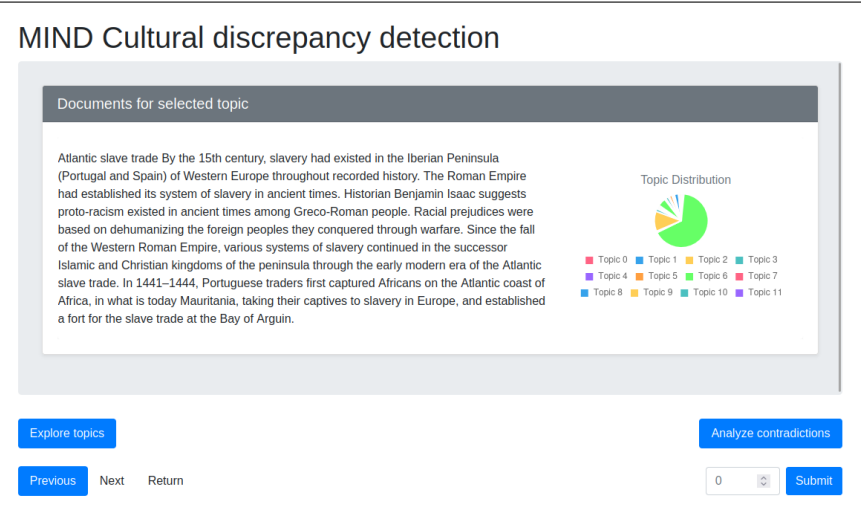 MIND Cultural discrepancy detection
Documents for selected topic
Atlantic slave trade By the 15th century, slavery had existed in the Iberian Peninsula
(Portugal and Spain) of Western Europe throughout recorded history. The Roman Empire
had established its system of slavery in ancient times. Historian Benjamin Isaac suggests
proto-racism existed in ancient times among Greco-Roman people. Racial prejudices were
based on dehumanizing the foreign peoples they conquered through warfare. Since the fall
of the Western Roman Empire, various systems of slavery continued in the successor
Islamic and Christian kingdoms of the peninsula through the early modern era of the Atlantic
slave trade. In 1441–1444, Portuguese traders first captured Africans on the Atlantic coast of
Africa, in what is today Mauritania, taking their captives to slavery in Europe, and established
a fort for the slave trade at the Bay of Arguin.
Topic Distribution
Topic 0 Topic 1 Topic 2 Topic 3
Topic 4 Topic 5 Topic 6 Topic 7
Topic 8 Topic 9 Topic 10 Topic 11
Explore topics
Analyze contradictions
Previous Next Return
0 Submit